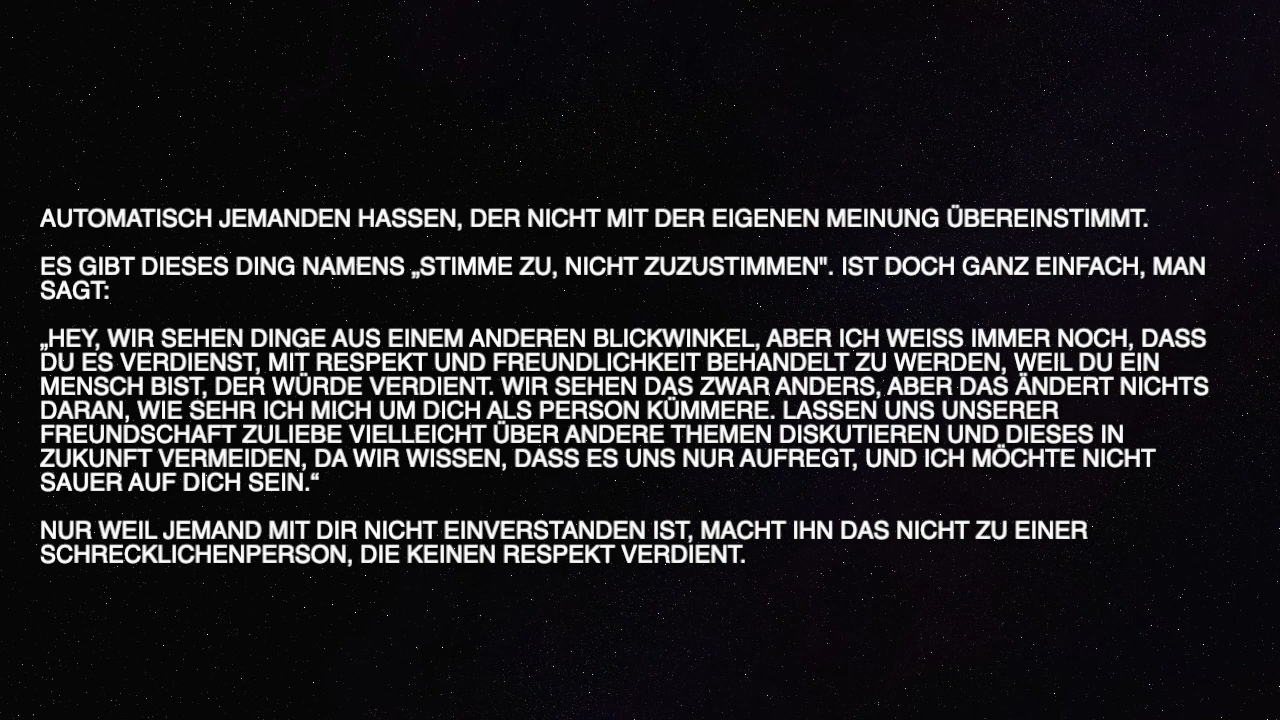 AUTOMATISCH JEMANDEN HASSEN, DER NICHT MIT DER EIGENEN MEINUNG ÜBEREINSTIMMT.
ES GIBT DIESES DING NAMENS „STIMME ZU, NICHT ZUZUSTIMMEN". IST DOCH GANZ EINFACH, MAN
SAGT:
„HEY, WIR SEHEN DINGE AUS EINEM ANDEREN BLICKWINKEL, ABER ICH WEISS IMMER NOCH, DASS
DU ES VERDIENST, MIT RESPEKT UND FREUNDLICHKEIT BEHANDELT ZU WERDEN, WEIL DU EIN
MENSCH BIST, DER WÜRDE VERDIENT. WIR SEHEN DAS ZWAR ANDERS, ABER DAS ÄNDERT NICHTS
DARAN, WIE SEHR ICH MICH UM DICH ALS PERSON KÜMMERE. LASSEN UNS UNSERER
FREUNDSCHAFT ZULIEBE VIELLEICHT ÜBER ANDERE THEMEN DISKUTIEREN UND DIESES IN
ZUKUNFT VERMEIDEN, DA WIR WISSEN, DASS ES UNS NUR AUFREGT, UND ICH MÖCHTE NICHT
SAUER AUF DICH SEIN.“
NUR WEIL JEMAND MIT DIR NICHT EINVERSTANDEN IST, MACHT IHN DAS NICHT ZU EINER
SCHRECKLICHENPERSON, DIE KEINEN RESPEKT VERDIENT.